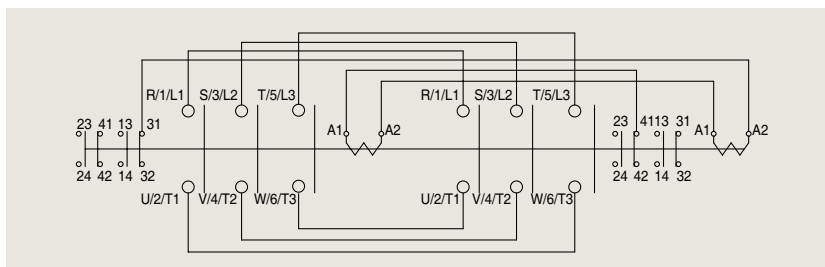 R/1/L1 S/3/L2 T/5/L3 R/1/L1 S/3/L2 T/5/L3
23 41 13 31 A1 A2 23 4113 31 A1 A2
24 42 14 32 24 42 14 32
U/2/T1 V/4/T2 W/6/T3 U/2/T1 V/4/T2 W/6/T3